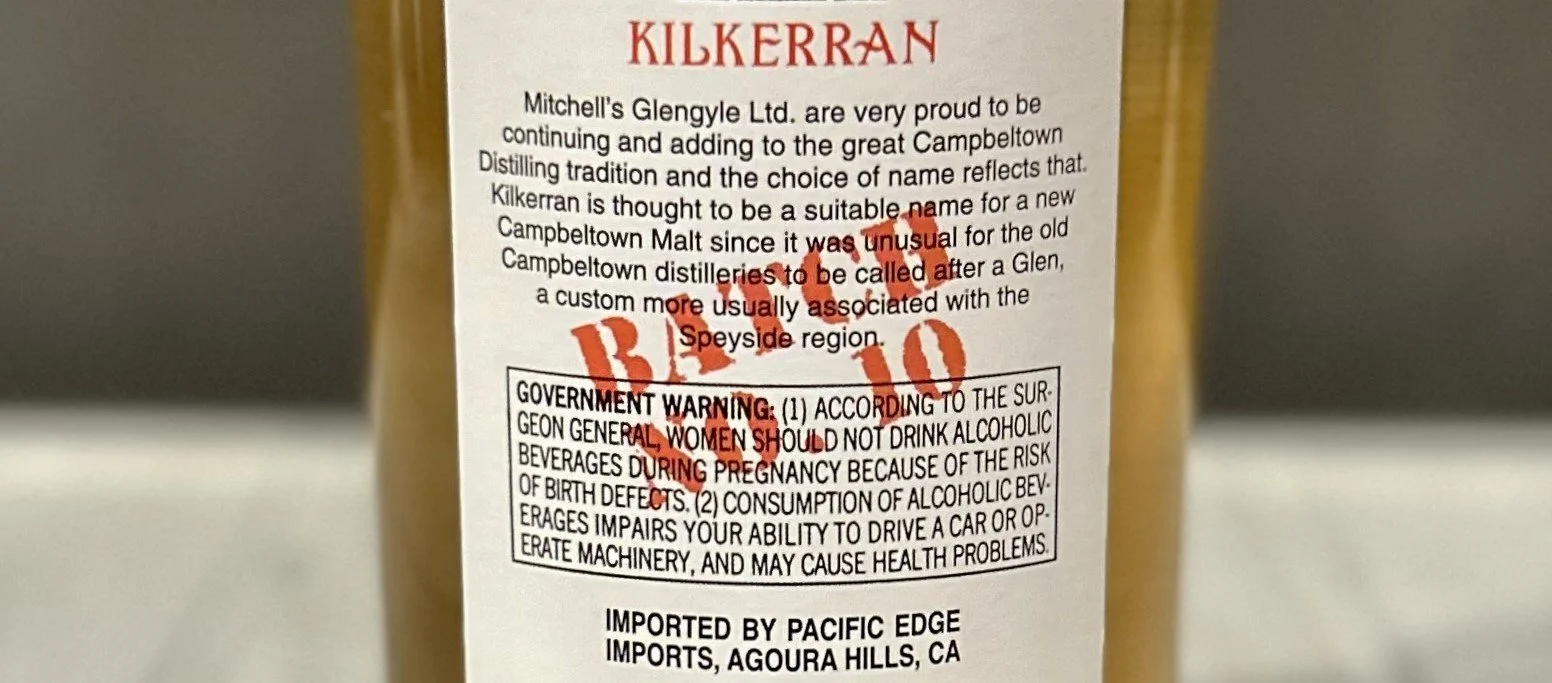 KILKERRAN
Mitchell's Glengyle Ltd. are very proud to be
continuing and adding to the great Campbeltown
Distilling tradition and the choice of name reflects that.
Kilkerran is thought to be a suitable name for a new
Campbeltown Malt since it was unusual for the old
Campbeltown distilleries to be called after a Glen,
a custom more usually associated with the
Speyside region.
BATCH
NO. 10
GOVERNMENT WARNING: (1) ACCORDING TO THE SUR-
GEON GENERAL, WOMEN SHOULD NOT DRINK ALCOHOLIC
BEVERAGES DURING PREGNANCY BECAUSE OF THE RISK
OF BIRTH DEFECTS. (2) CONSUMPTION OF ALCOHOLIC BEV-
ERAGES IMPAIRS YOUR ABILITY TO DRIVE A CAR OR OP-
ERATE MACHINERY, AND MAY CAUSE HEALTH PROBLEMS.
IMPORTED BY PACIFIC EDGE
IMPORTS, AGOURA HILLS, CA